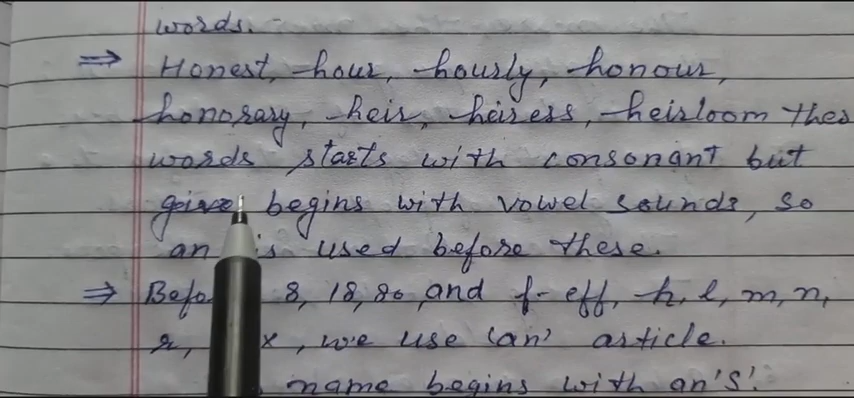 words.
⇒ Honest, hour, hourly, honour,
honorary, heir, heiress, heirloom thes
words starts with consonant but
begins with vowel sounds, so
an is used before these.
⇒ Befo 8, 18, 80, and f-eff, h, l, m, n,
r, x, we use 'an' article.
name begins with an 's'.